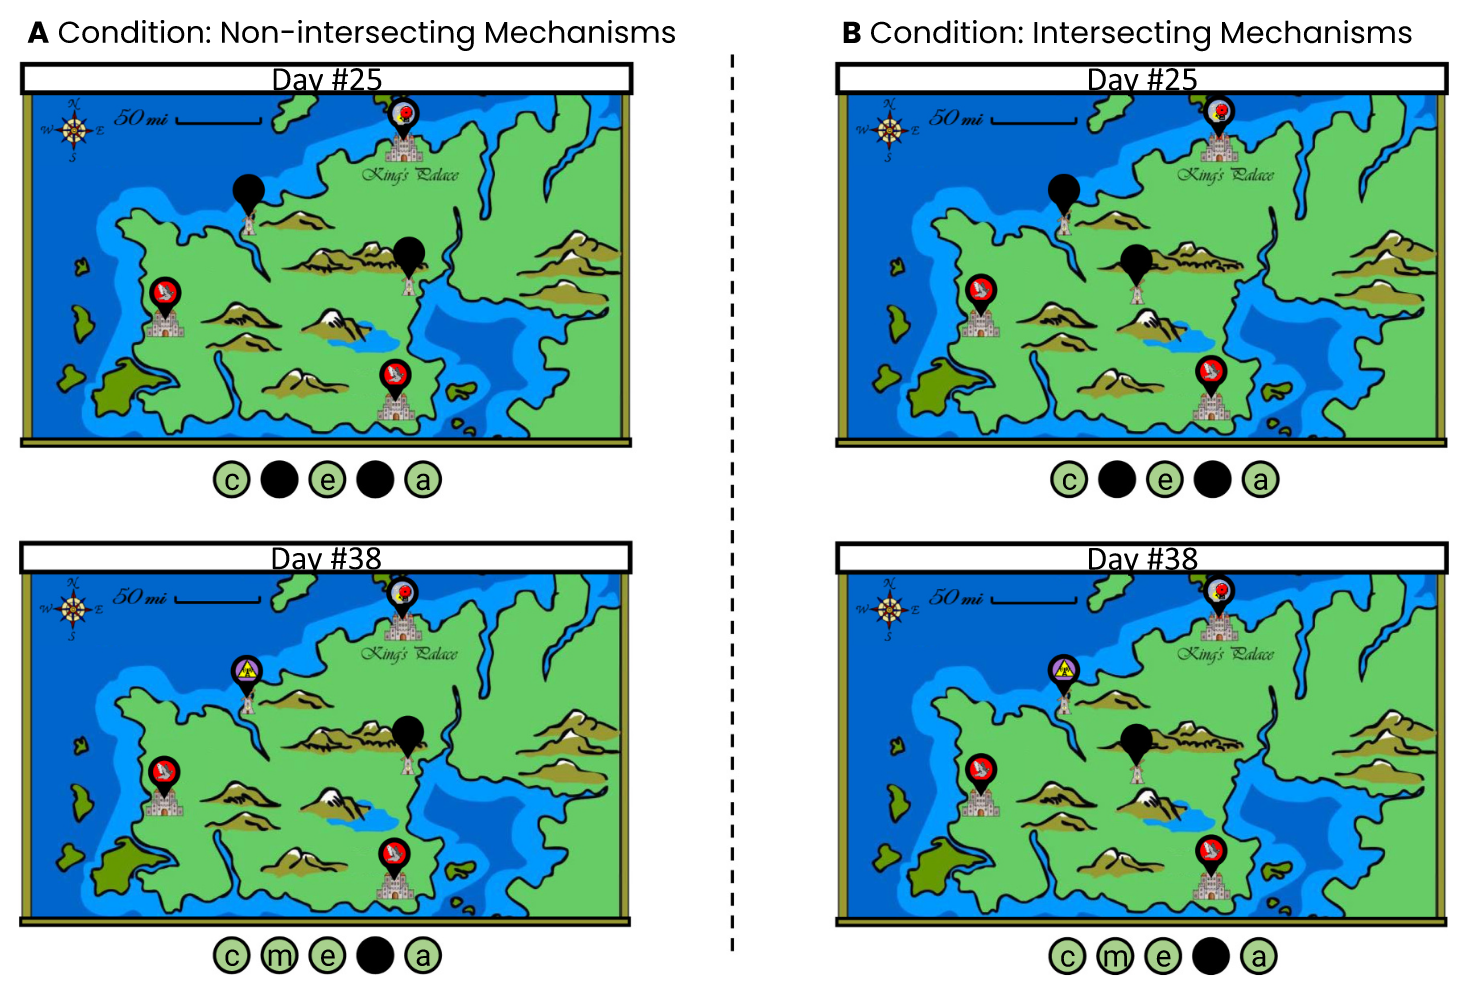 A Condition: Non-intersecting Mechanisms
Day #25
N
W E
S
50 mi
King's Palace
c e a
Day #38
N
W E
S
50 mi
King's Palace
c m e a
B Condition: Intersecting Mechanisms
Day #25
N
W E
S
50 mi
King's Palace
c e a
Day #38
N
W E
S
50 mi
King's Palace
c m e a